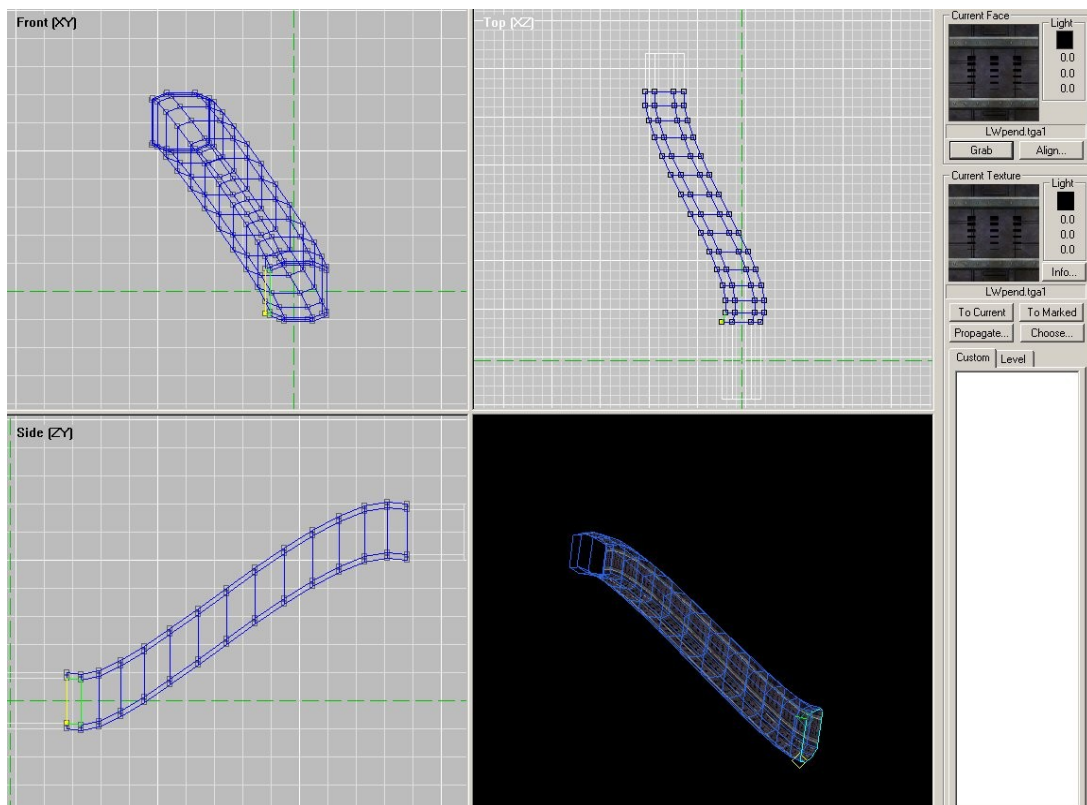 Front (XY)
Top (XZ)
Side (ZY)
Current Face
Light
0.0
0.0
0.0
LWpend.tga1
Grab
Align...
Current Texture
Light
0.0
0.0
0.0
Info...
LWpend.tga1
To Current
To Marked
Propagate...
Choose...
Custom
Level